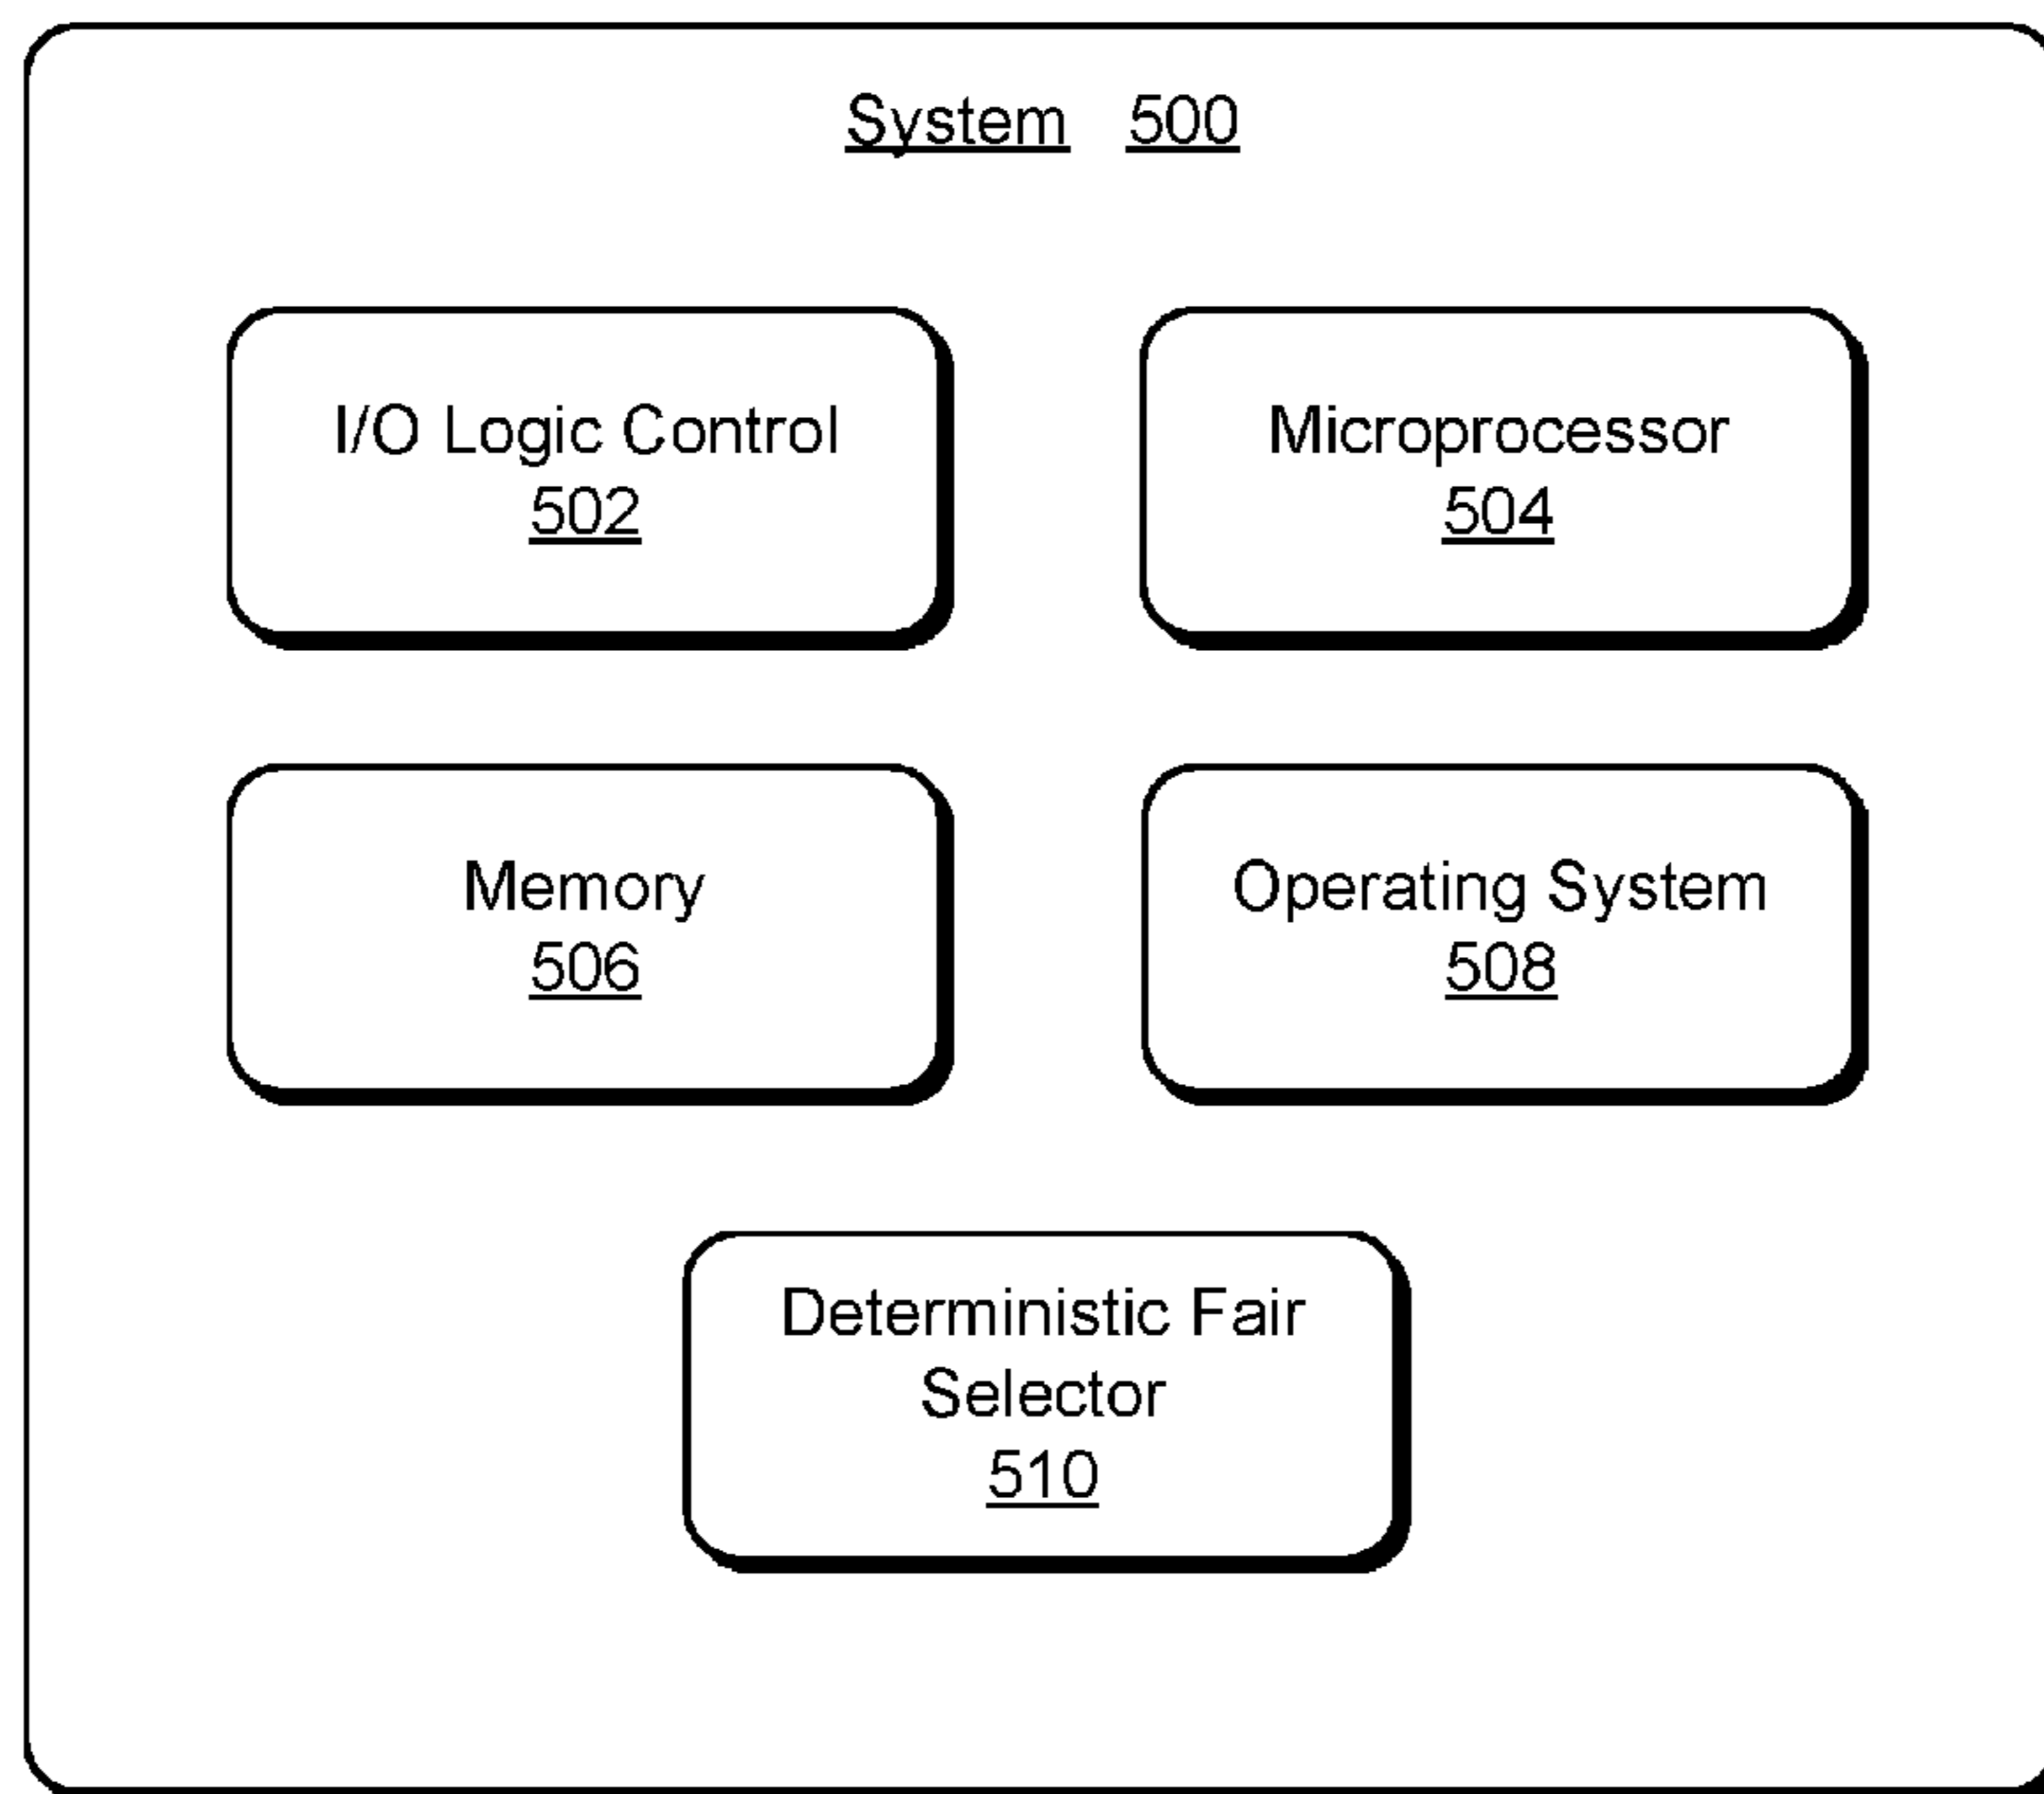 System 500
I/O Logic Control
502
Microprocessor
504
Memory
506
Operating System
508
Deterministic Fair
Selector
510